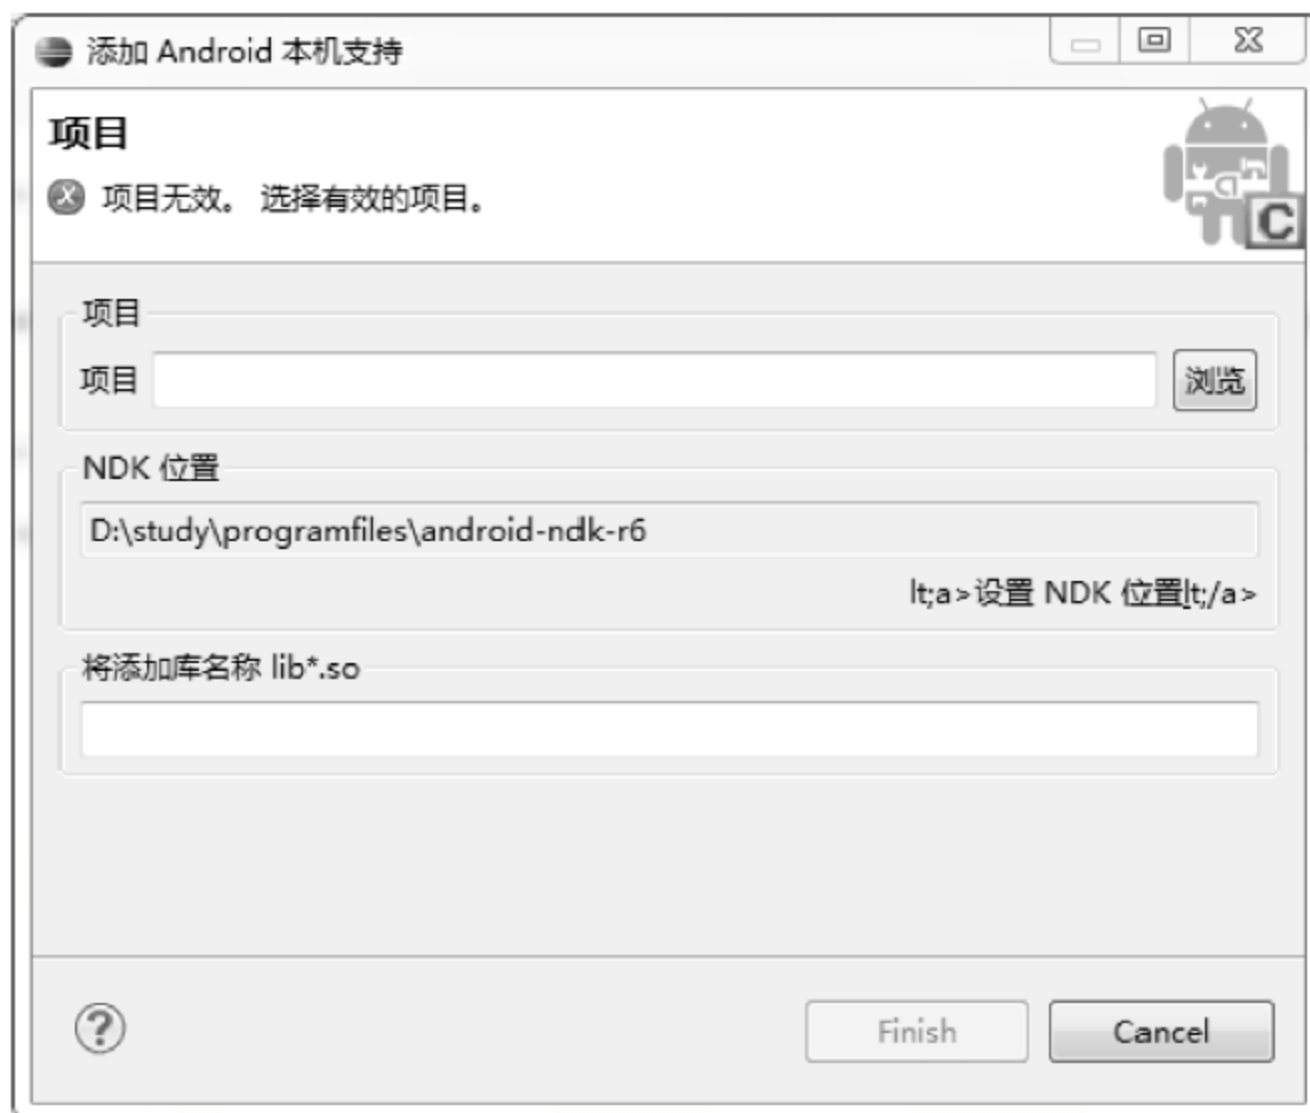 添加 Android 本机支持
项目
项目无效。 选择有效的项目。
C
项目
项目
浏览
NDK 位置
D:\study\programfiles\android-ndk-r6
lt;a>设置 NDK 位置lt;/a>
将添加库名称 lib*.so
Finish
Cancel